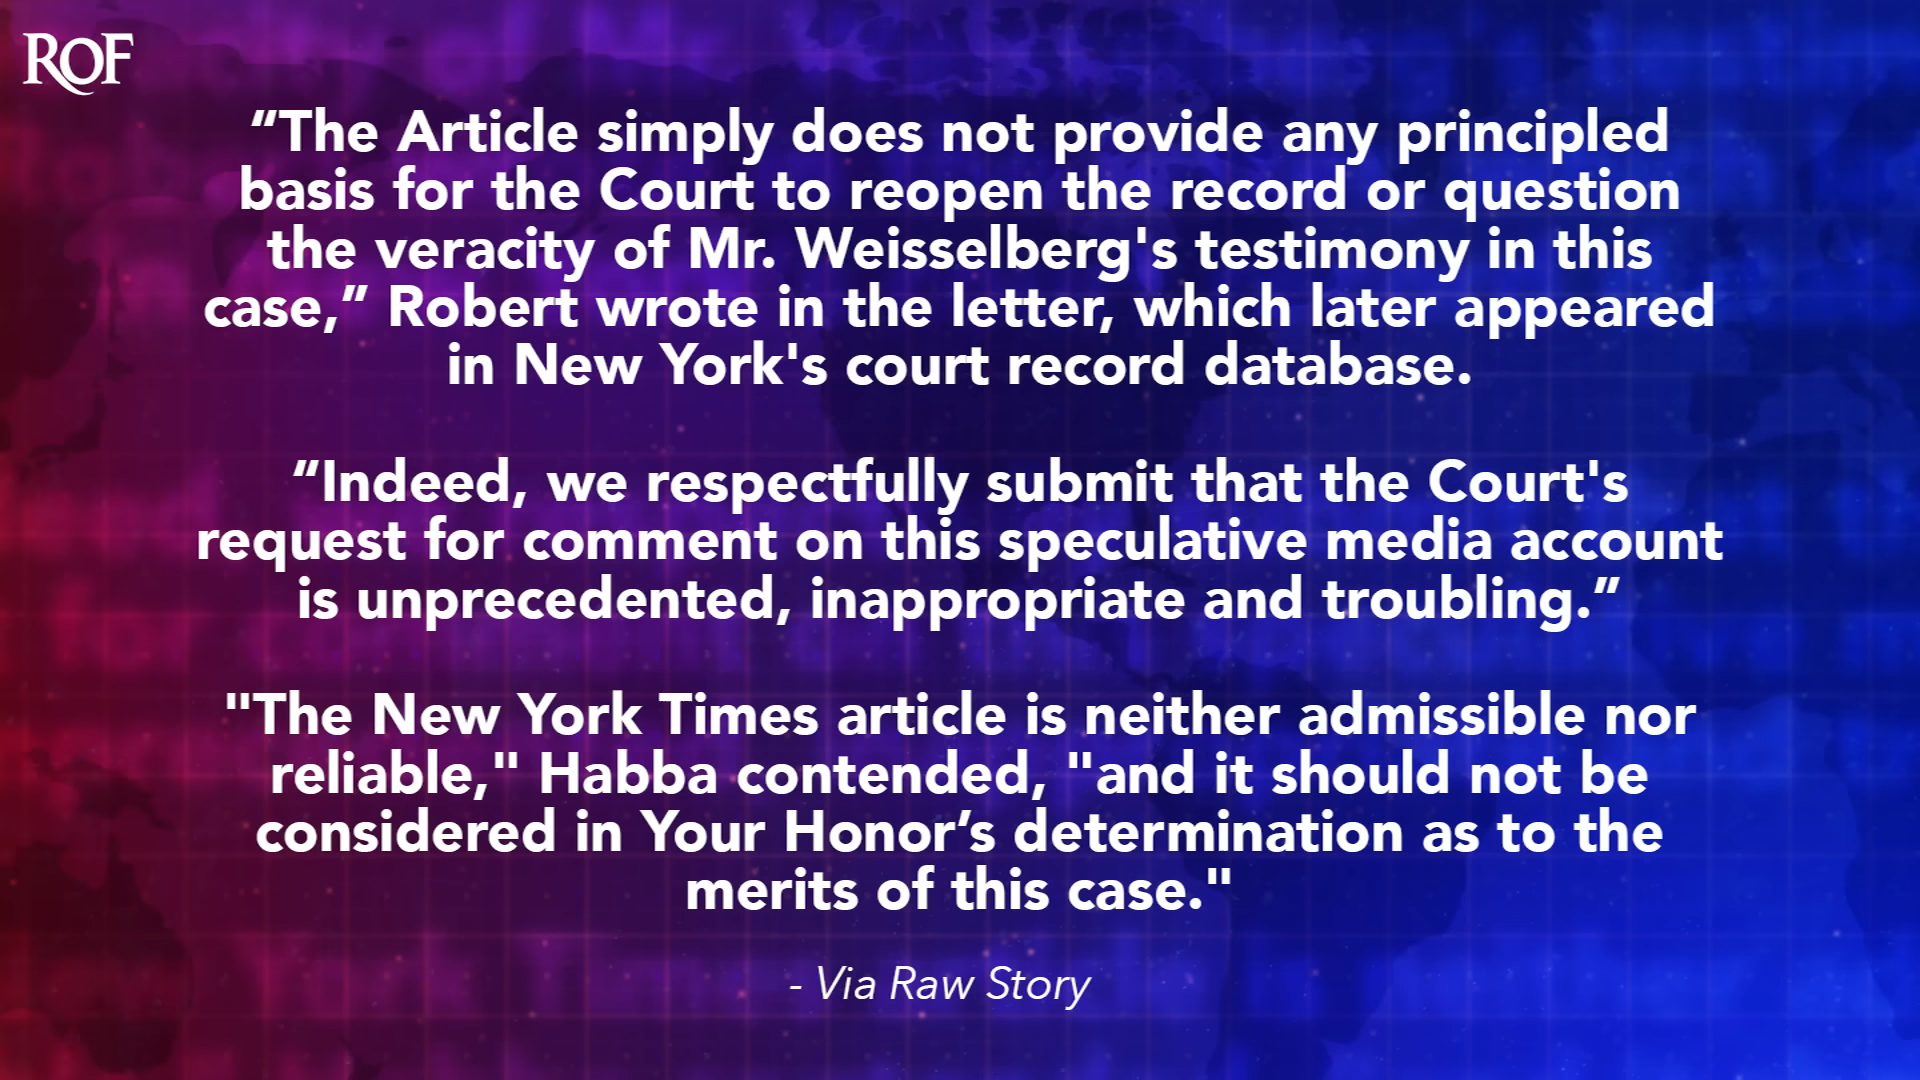 ROF
“The Article simply does not provide any principled
basis for the Court to reopen the record or question
the veracity of Mr. Weisselberg's testimony in this
case,” Robert wrote in the letter, which later appeared
in New York's court record database.
“Indeed, we respectfully submit that the Court's
request for comment on this speculative media account
is unprecedented, inappropriate and troubling.”
"The New York Times article is neither admissible nor
reliable," Habba contended, "and it should not be
considered in Your Honor’s determination as to the
merits of this case."
- Via Raw Story